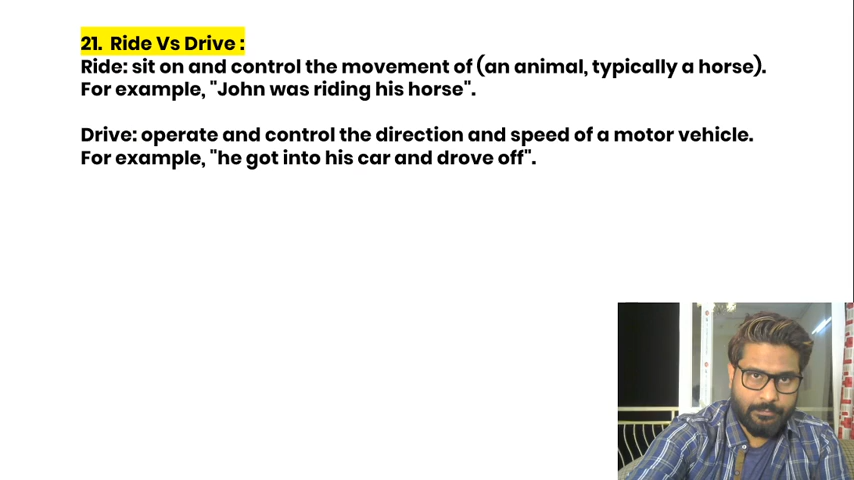 21. Ride Vs Drive :
Ride: sit on and control the movement of (an animal, typically a horse).
For example, "John was riding his horse".
Drive: operate and control the direction and speed of a motor vehicle.
For example, "he got into his car and drove off".